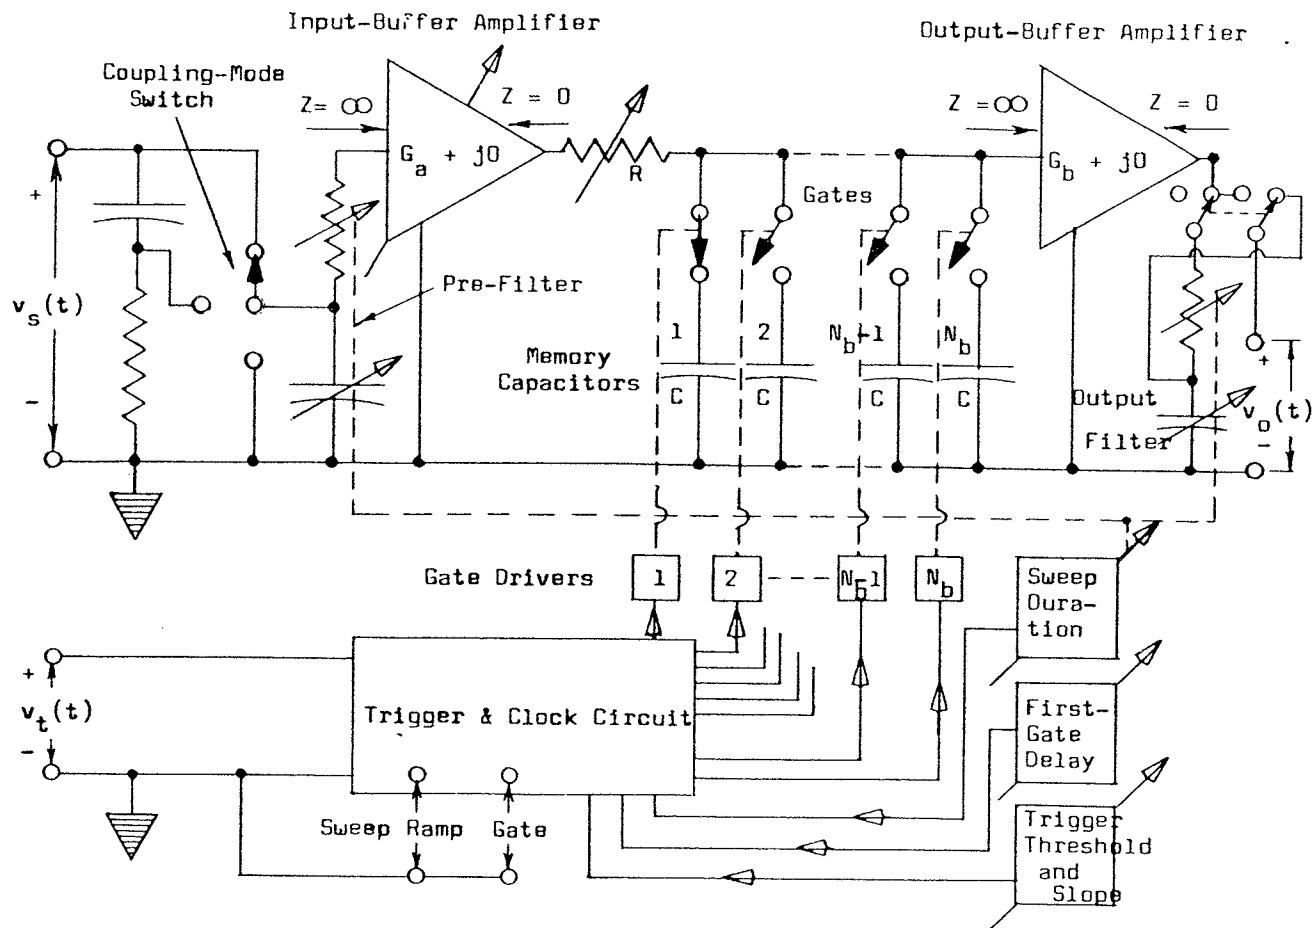 Input-Buffer Amplifier
Output-Buffer Amplifier
Coupling-Mode
Switch
Z= ∞
Z = 0
Z =∞
Z = 0
G_a + j0
R
G_b + j0
Gates
+
v_s(t)
-
Pre-Filter
1
2
N_b-1
N_b
Memory
Capacitors
C
C
C
C
Output
Filter
+
v_o(t)
-
Gate Drivers
1
2
N_b-1
N_b
Sweep
Dura-
tion
+
v_t(t)
-
Trigger & Clock Circuit
First-
Gate
Delay
Sweep Ramp
Gate
Trigger
Threshold
and
Slope